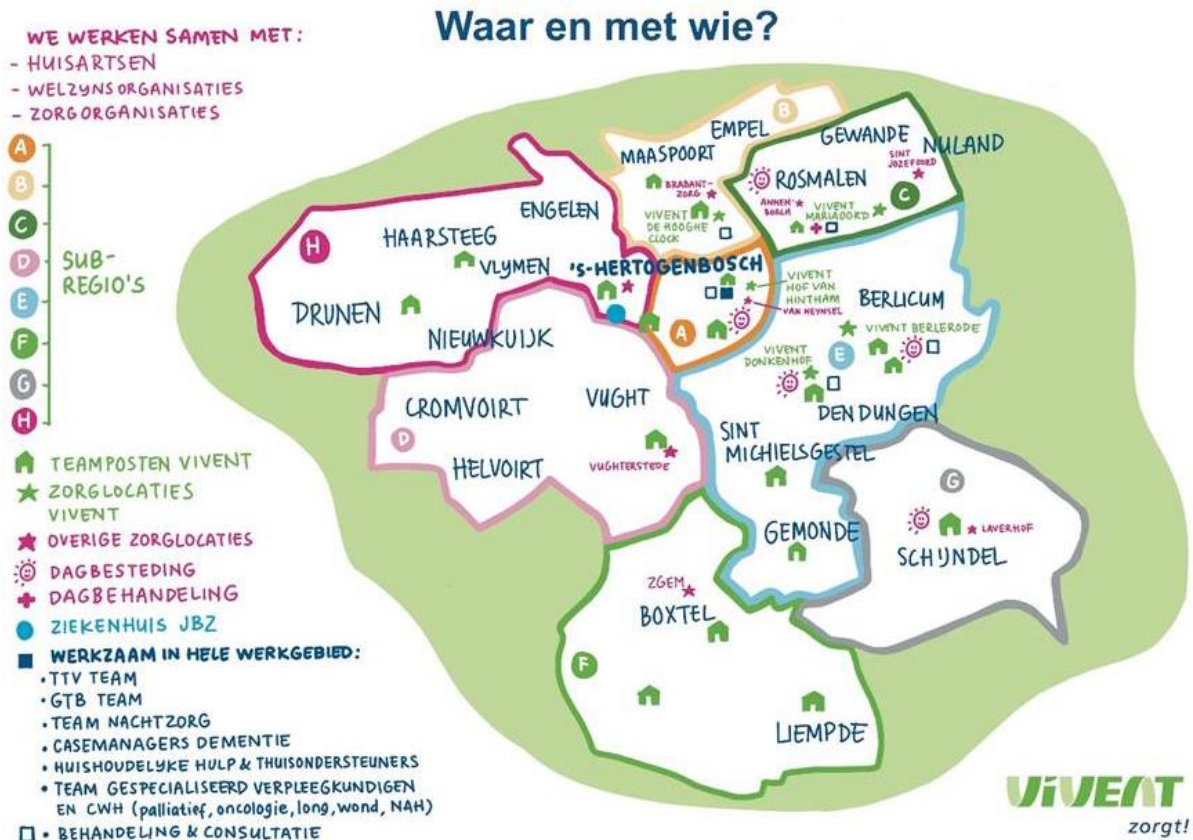 Waar en met wie?
WE WERKEN SAMEN MET:
- HUISARTSEN
- WELZIJNSORGANISATIES
- ZORGORGANISATIES
A
B
C
D
E
F
G
H
SUB-
REGIO'S
TEAMPOSTEN VIVENT
ZORGLOCATIES
VIVENT
OVERIGE ZORGLOCATIES
DAGBESTEDING
DAGBEHANDELING
ZIEKENHUIS JBZ
WERKZAAM IN HELE WERKGEBIED:
• TTV TEAM
• GTB TEAM
• TEAM NACHTZORG
• CASEMANAGERS DEMENTIE
• HUISHOUDELIJKE HULP & THUISONDERSTEUNERS
• TEAM GESPECIALISEERD VERPLEEGKUNDIGEN
EN CWH (palliatief, oncologie, long, wond, NAH)
• BEHANDELING & CONSULTATIE
EMPEL
B
MAASPOORT
BRABANT-
ZORG
VIVENT
DE HOOGHE
CLOCK
GEWANDE
NULAND
SINT
JOZEFOORD
ROSMALEN
C
ANNEN-
BORCH
VIVENT
MARIAOORD
ENGELEN
H
HAARSTEEG
VLIJMEN
DRUNEN
NIEUWKUIJK
'S-HERTOGENBOSCH
A
VIVENT
HOF VAN
HINTHAM
VAN NEYNSEL
BERLICUM
VIVENT BERLERODE
E
VIVENT
DONKENHOF
DEN DUNGEN
SINT
MICHIELSGESTEL
GEMONDE
CROMVOIRT
VUGHT
D
HELVOIRT
VUGHTERSTEDE
G
LAVERHOF
SCHIJNDEL
ZGEM
BOXTEL
F
LIEMPDE
VIVENT
zorgt!